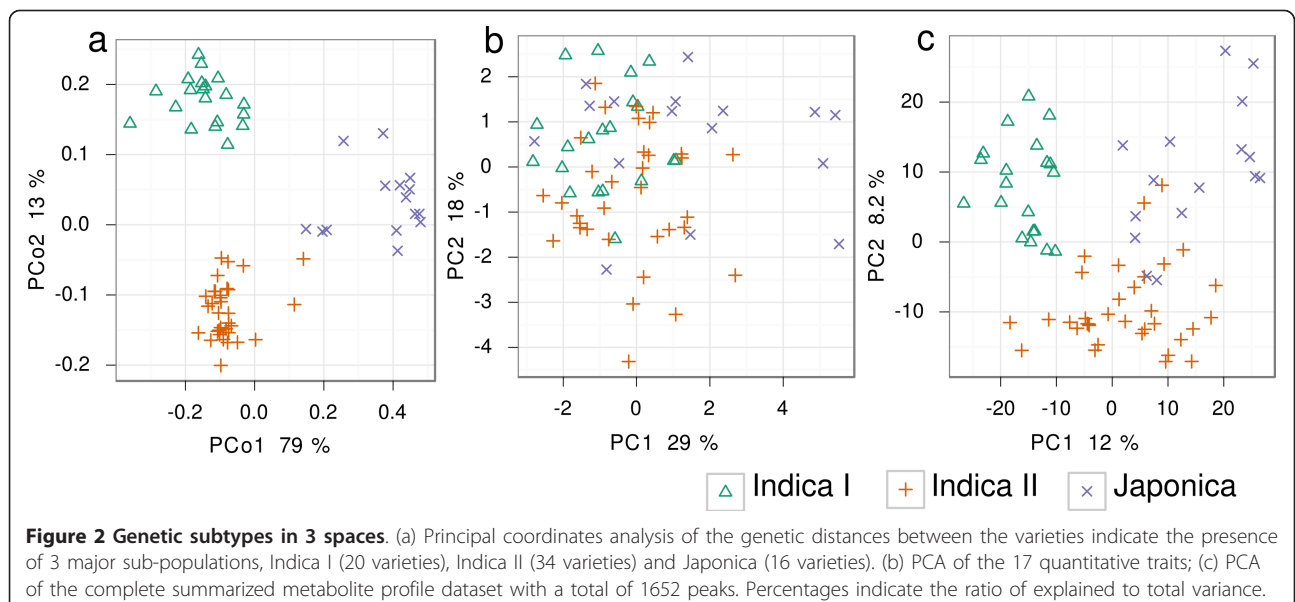 a
0.2
0.1
0.0
-0.1
-0.2
PCo2 13 %
-0.2 0.0 0.2 0.4
PCo1 79 %
b
2
1
0
-1
-2
-3
-4
PC2 18 %
-2 0 2 4
PC1 29 %
c
20
10
0
-10
PC2 8.2 %
-20 -10 0 10 20
PC1 12 %
Indica I Indica II Japonica
Figure 2 Genetic subtypes in 3 spaces. (a) Principal coordinates analysis of the genetic distances between the varieties indicate the presence
of 3 major sub-populations, Indica I (20 varieties), Indica II (34 varieties) and Japonica (16 varieties). (b) PCA of the 17 quantitative traits; (c) PCA
of the complete summarized metabolite profile dataset with a total of 1652 peaks. Percentages indicate the ratio of explained to total variance.